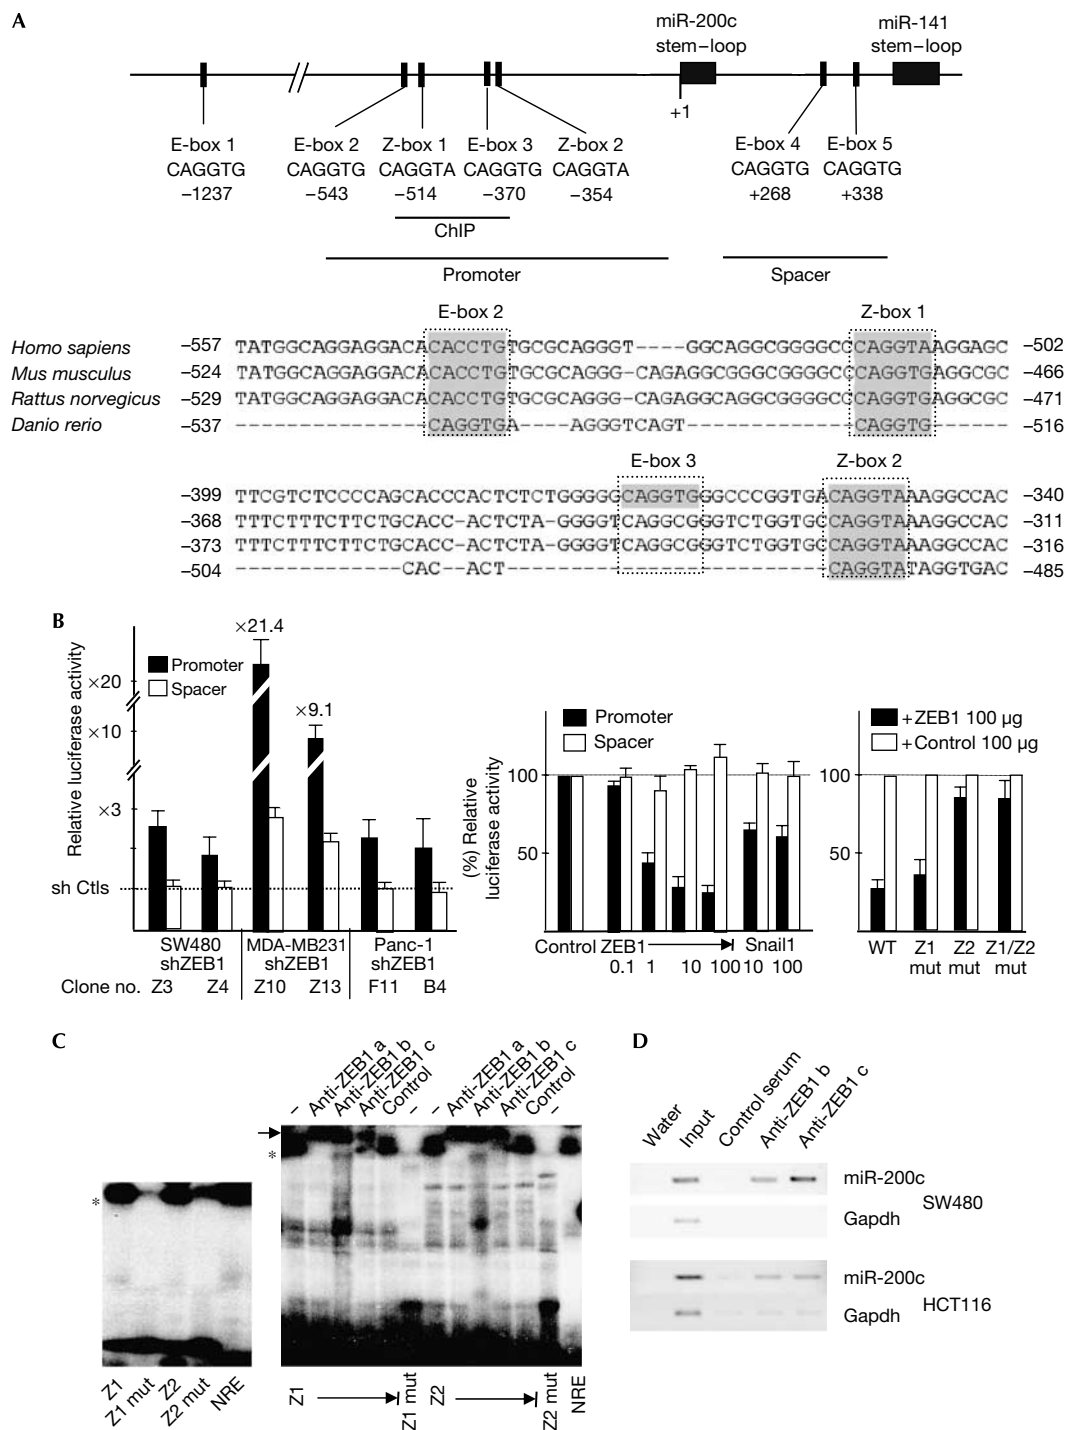 A
miR-200c stem–loop
miR-141 stem–loop
+1
E-box 1 CAGGTG –1237
E-box 2 CAGGTG –543
Z-box 1 CAGGTA –514
E-box 3 CAGGTG –370
Z-box 2 CAGGTA –354
E-box 4 CAGGTG +268
E-box 5 CAGGTG +338
ChIP
Promoter
Spacer
E-box 2
Z-box 1
Homo sapiens –557 TATGGCAGGAGGACACACCTGTGCGCAGGGT----GGCAGGCGGGGCCCAGGTAAGGAGC –502
Mus musculus –524 TATGGCAGGAGGACACACCTGTGCGCAGGG-CAGAGGCGGGCGGGGCCCAGGTGAGGCGC –466
Rattus norvegicus –529 TATGGCAGGAGGACACACCTGTGCGCAGGG-CAGAGGCAGGCGGGGCCCAGGTGAGGCGC –471
Danio rerio –537 ---------------CAGGTGA----AGGGTCAGT-------------CAGGTG------ –516
E-box 3
Z-box 2
–399 TTCGTCTCCCCAGCACCCACTCTCTGGGGGCAGGTGGGCCCGGTGACAGGTAAAGGCCAC –340
–368 TTTCTTTCTTCTGCACC-ACTCTA-GGGGTCAGGCGGGTCTGGTGCCAGGTAAAGGCCAC –311
–373 TTTCTTTCTTCTGCACC-ACTCTA-GGGGTCAGGCGGGTCTGGTGCCAGGTAAAGGCCAC –316
–504 -------------CAC--ACT-------------------------CAGGTATAGGTGAC –485
B
Relative luciferase activity
×20
×10
×3
sh Ctls
Promoter
Spacer
×21.4
×9.1
SW480 shZEB1
MDA-MB231 shZEB1
Panc-1 shZEB1
Clone no. Z3 Z4 Z10 Z13 F11 B4
(%) Relative luciferase activity
100
50
Promoter
Spacer
Control ZEB1 Snail1
0.1 1 10 100 10 100
+ZEB1 100 µg
+Control 100 µg
100
50
WT
Z1 mut
Z2 mut
Z1/Z2 mut
C
*
Z1
Z1 mut
Z2
Z2 mut
NRE
–
Anti-ZEB1 a
Anti-ZEB1 b
Anti-ZEB1 c
Control
–
–
Anti-ZEB1 a
Anti-ZEB1 b
Anti-ZEB1 c
Control
–
*
Z1
Z1 mut
Z2
Z2 mut
NRE
D
Water
Input
Control serum
Anti-ZEB1 b
Anti-ZEB1 c
miR-200c
Gapdh
SW480
miR-200c
Gapdh
HCT116